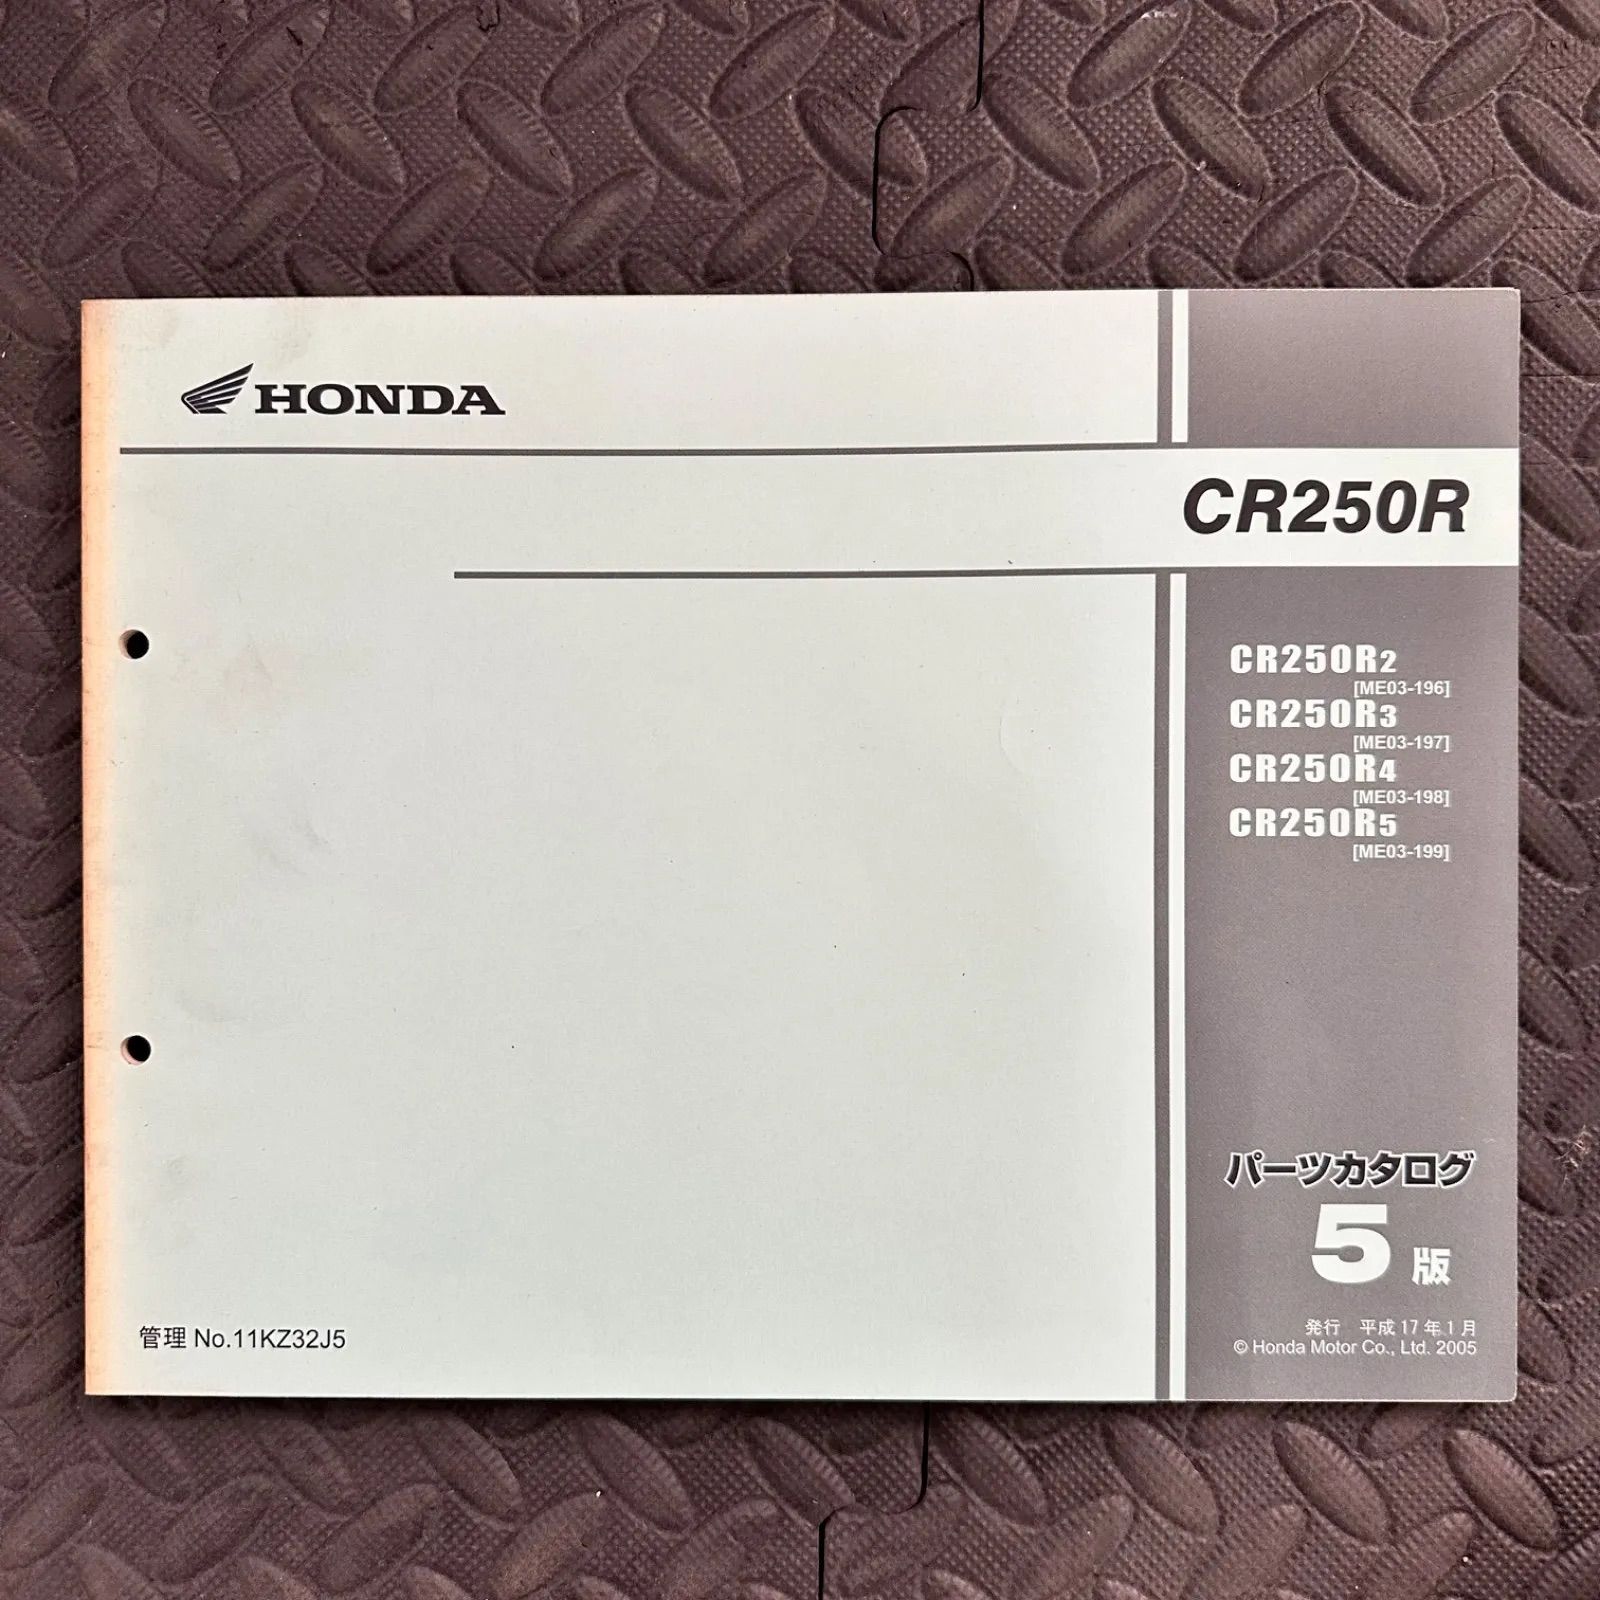 HONDA
CR250R
CR250R2
[ME03-196]
CR250R3
[ME03-197]
CR250R4
[ME03-198]
CR250R5
[ME03-199]
パーツカタログ
5版
発行 平成17年1月
© Honda Motor Co., Ltd. 2005
管理 No.11KZ32J5